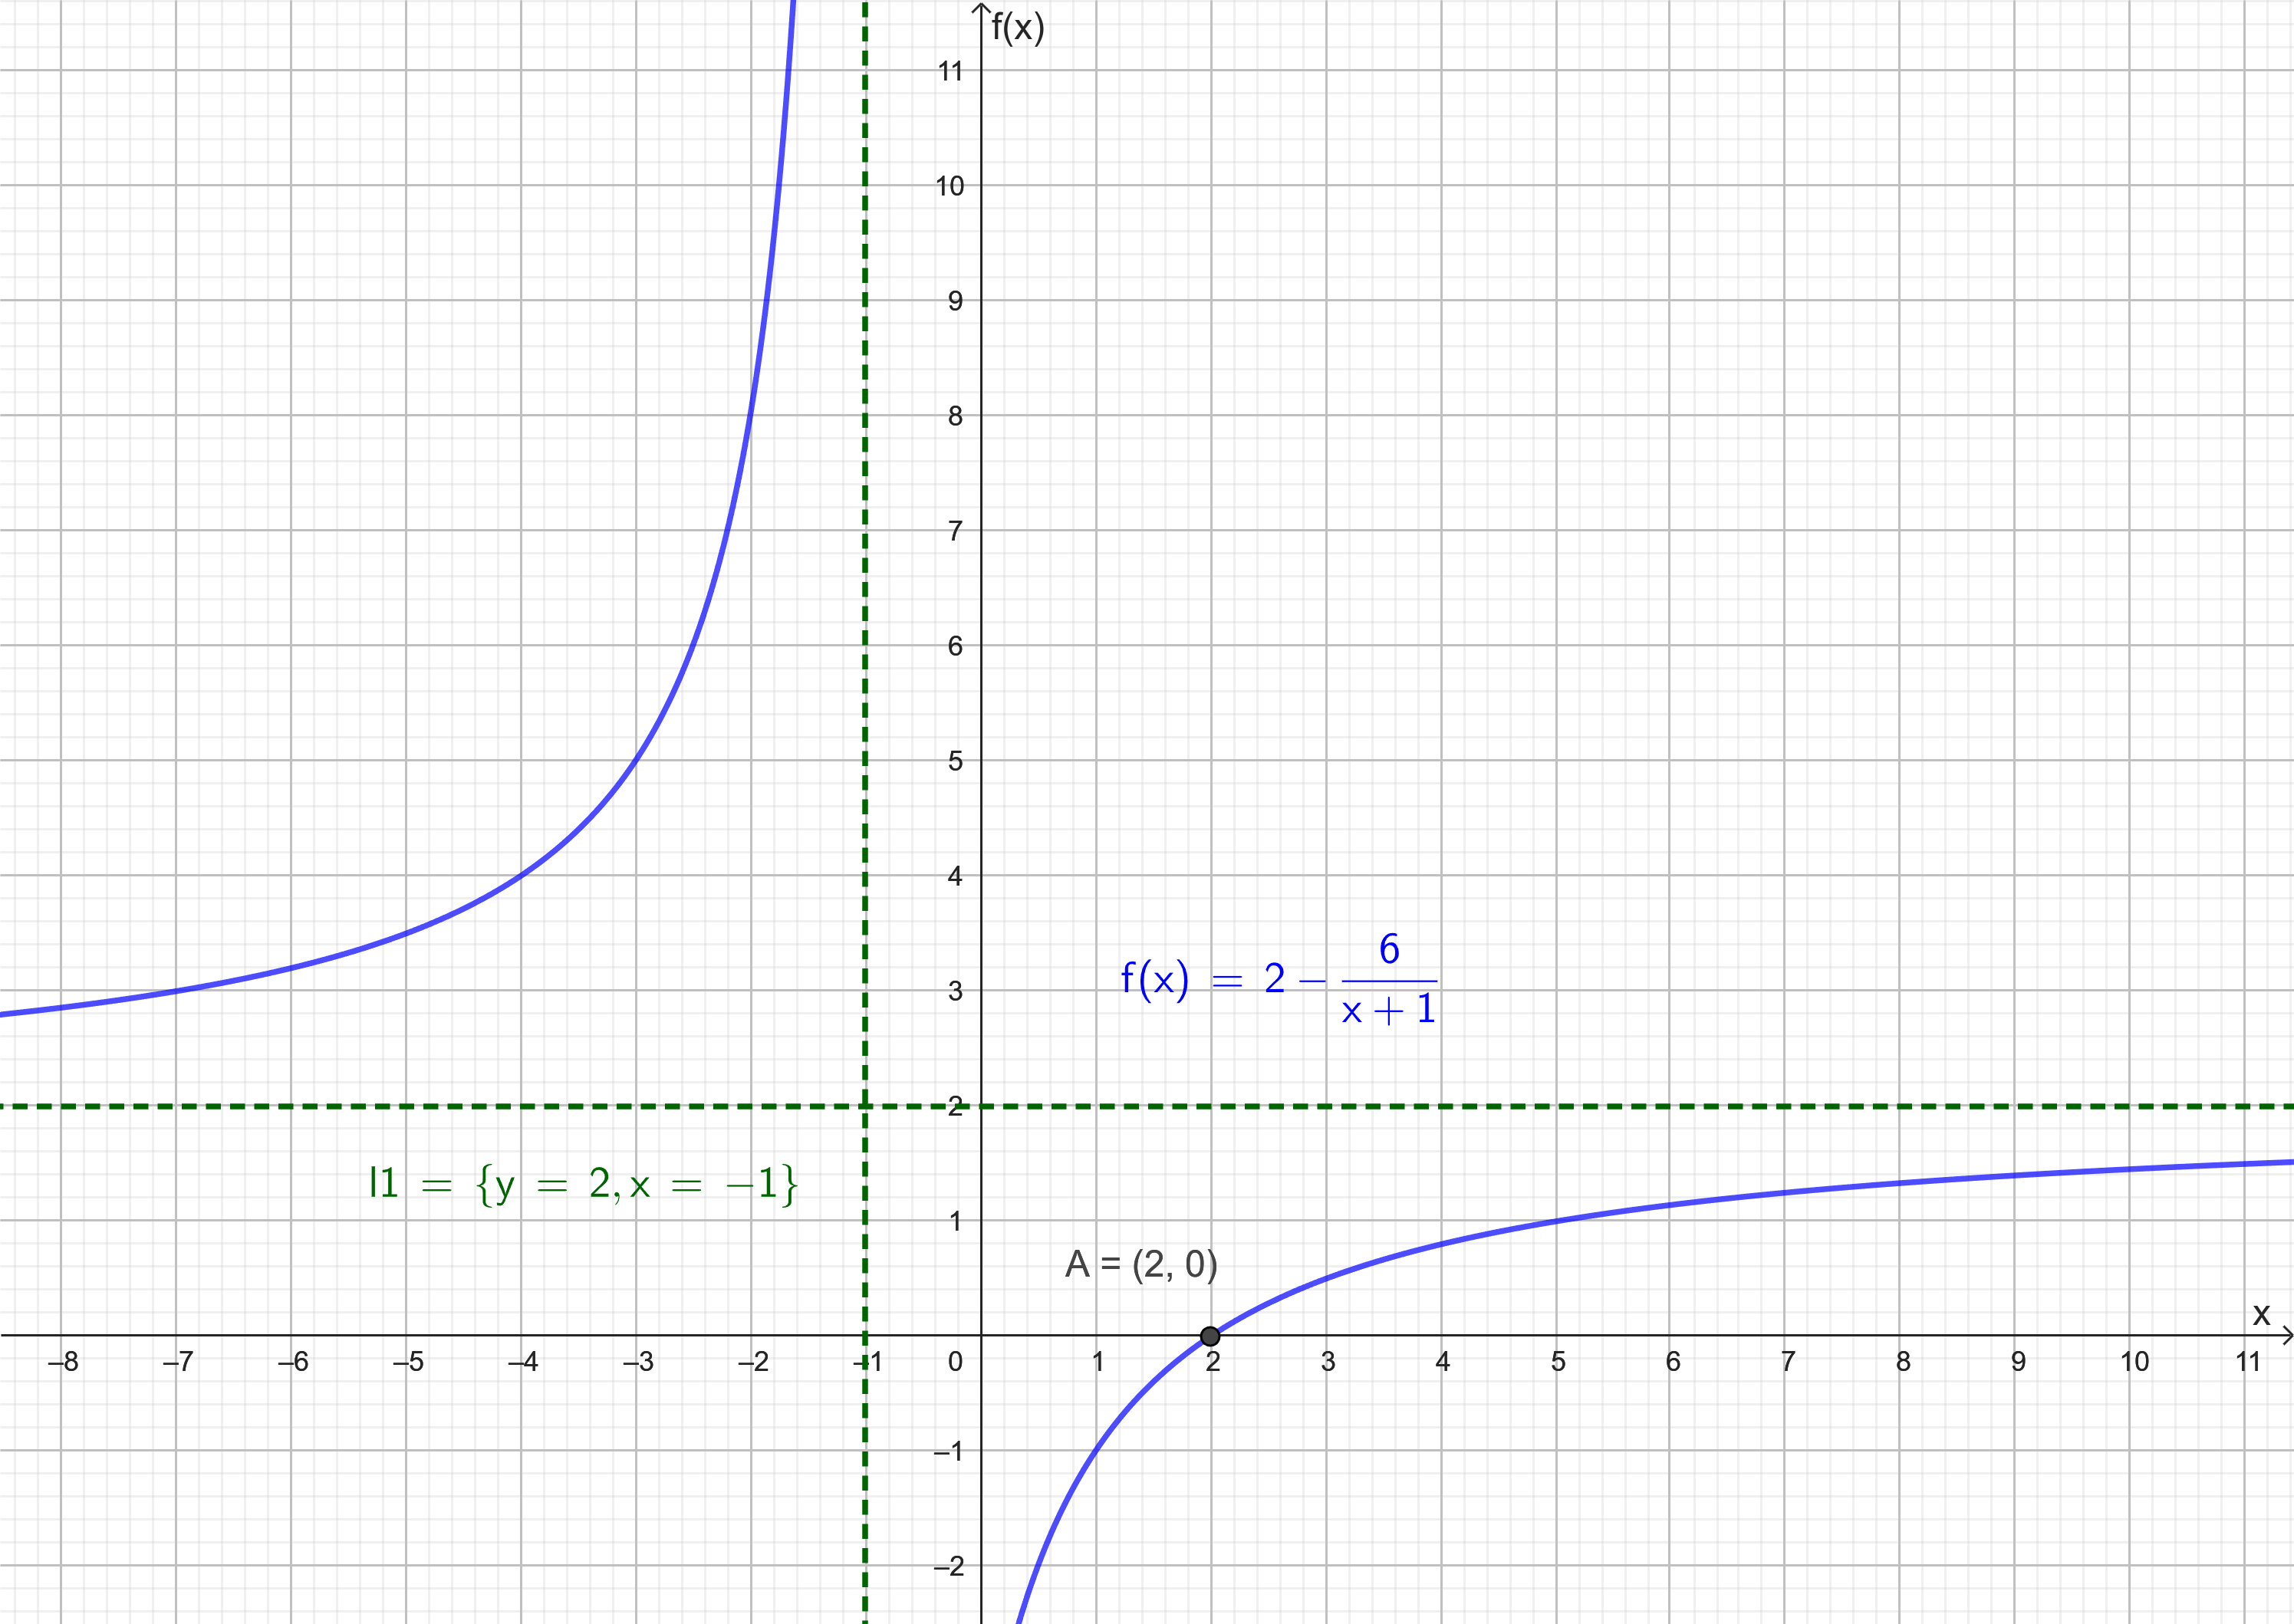 f(x)
11
10
9
8
7
6
5
4
f(x) = 2 − 6/(x + 1)
3
2
l1 = {y = 2, x = −1}
1
A = (2, 0)
x
–8 –7 –6 –5 –4 –3 –2 –1 0 1 2 3 4 5 6 7 8 9 10 11
–1
–2